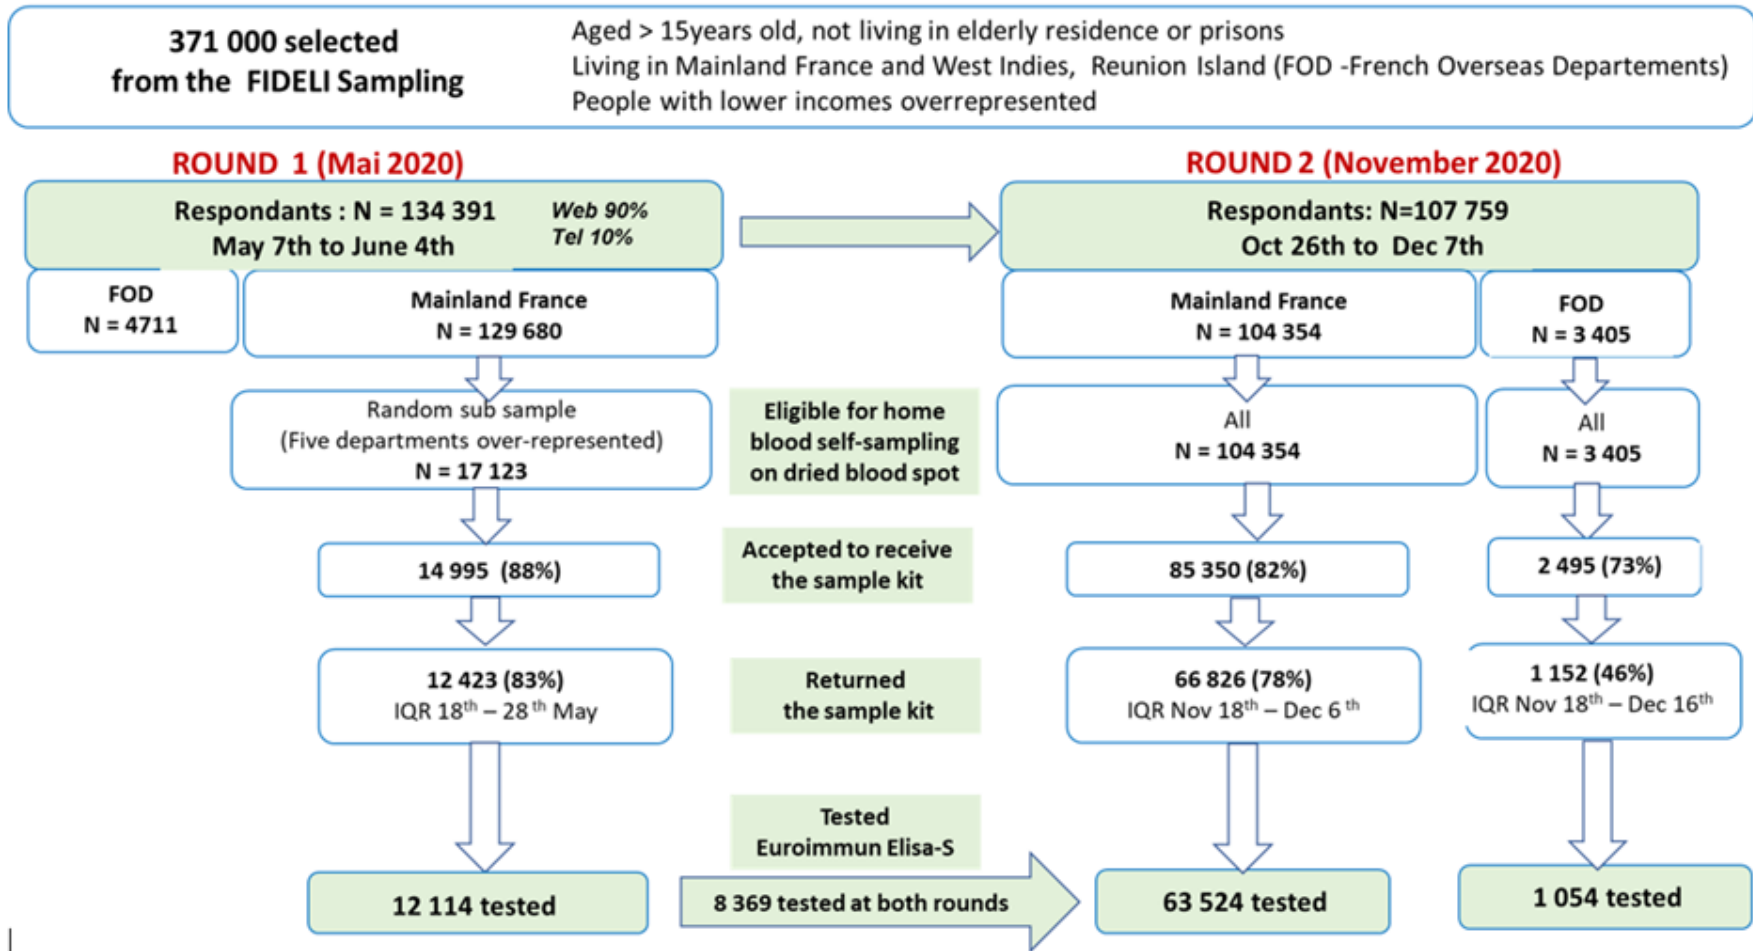 371 000 selected
from the FIDELI Sampling
Aged > 15years old, not living in elderly residence or prisons
Living in Mainland France and West Indies, Reunion Island (FOD -French Overseas Departements)
People with lower incomes overrepresented
ROUND 1 (Mai 2020)
Respondants : N = 134 391
May 7th to June 4th
Web 90%
Tel 10%
FOD
N = 4711
Mainland France
N = 129 680
Random sub sample
(Five departments over-represented)
N = 17 123
14 995 (88%)
12 423 (83%)
IQR 18th – 28 th May
12 114 tested
Eligible for home
blood self-sampling
on dried blood spot
Accepted to receive
the sample kit
Returned
the sample kit
Tested
Euroimmun Elisa-S
8 369 tested at both rounds
ROUND 2 (November 2020)
Respondants: N=107 759
Oct 26th to Dec 7th
Mainland France
N = 104 354
All
N = 104 354
85 350 (82%)
66 826 (78%)
IQR Nov 18th – Dec 6 th
63 524 tested
FOD
N = 3 405
All
N = 3 405
2 495 (73%)
1 152 (46%)
IQR Nov 18th – Dec 16th
1 054 tested